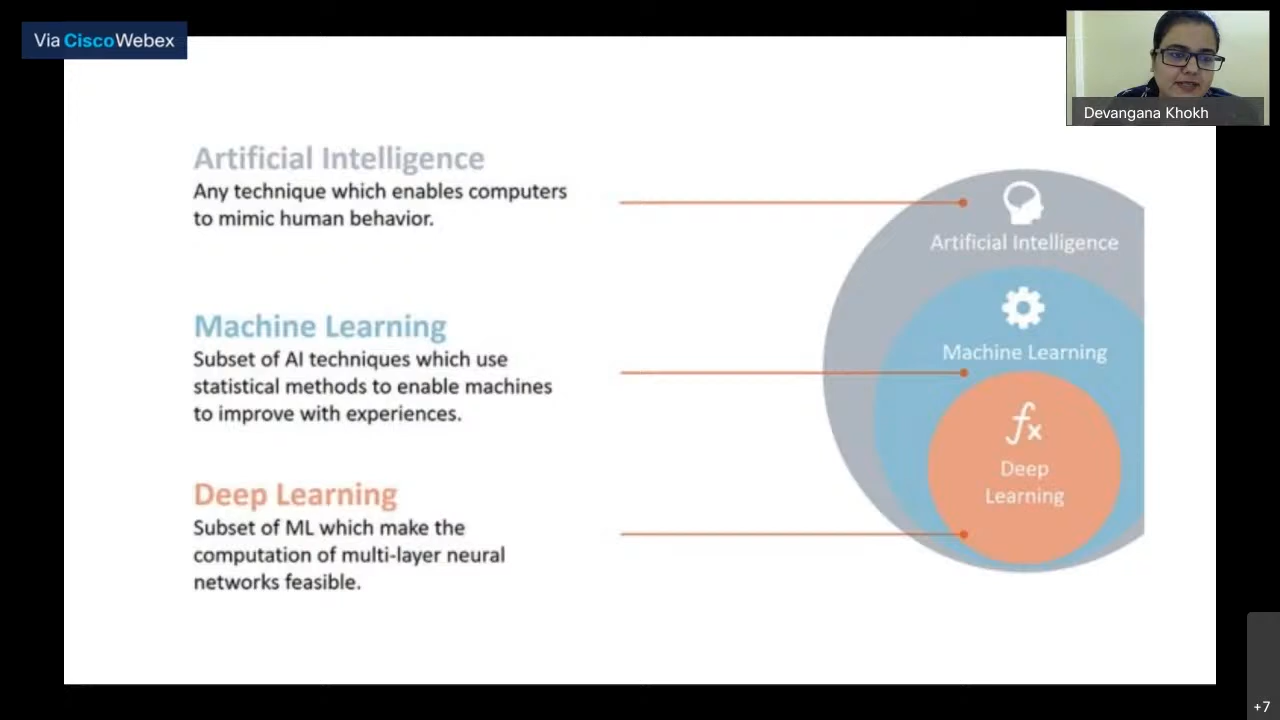 Via CiscoWebex
Devangana Khokh
Artificial Intelligence
Any technique which enables computers
to mimic human behavior.
Artificial Intelligence
Machine Learning
Subset of AI techniques which use
statistical methods to enable machines
to improve with experiences.
Machine Learning
Deep Learning
Subset of ML which make the
computation of multi-layer neural
networks feasible.
fx
Deep
Learning
+7